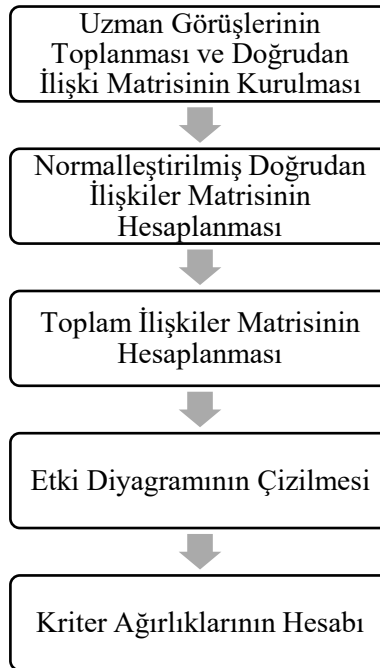 Uzman Görüşlerinin
Toplanması ve Doğrudan
İlişki Matrisinin Kurulması
Normalleştirilmiş Doğrudan
İlişkiler Matrisinin
Hesaplanması
Toplam İlişkiler Matrisinin
Hesaplanması
Etki Diyagramının Çizilmesi
Kriter Ağırlıklarının Hesabı